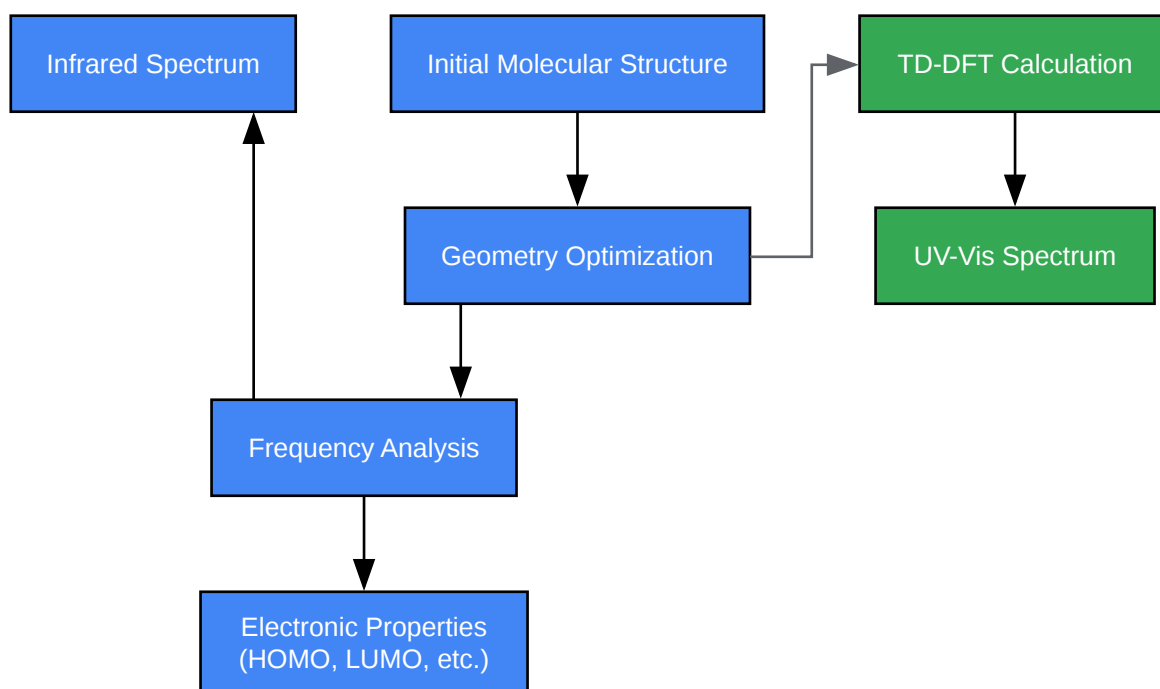 Infrared Spectrum
Initial Molecular Structure
TD-DFT Calculation
Geometry Optimization
UV-Vis Spectrum
Frequency Analysis
Electronic Properties
(HOMO, LUMO, etc.)